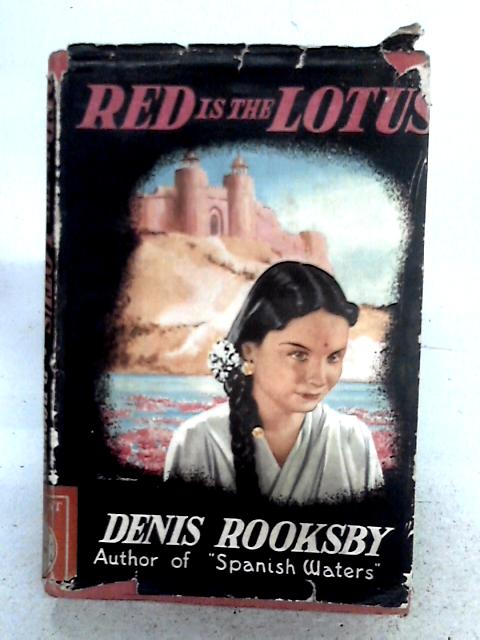 RED IS THE LOTUS
DENIS ROOKSBY
Author of "Spanish Waters"